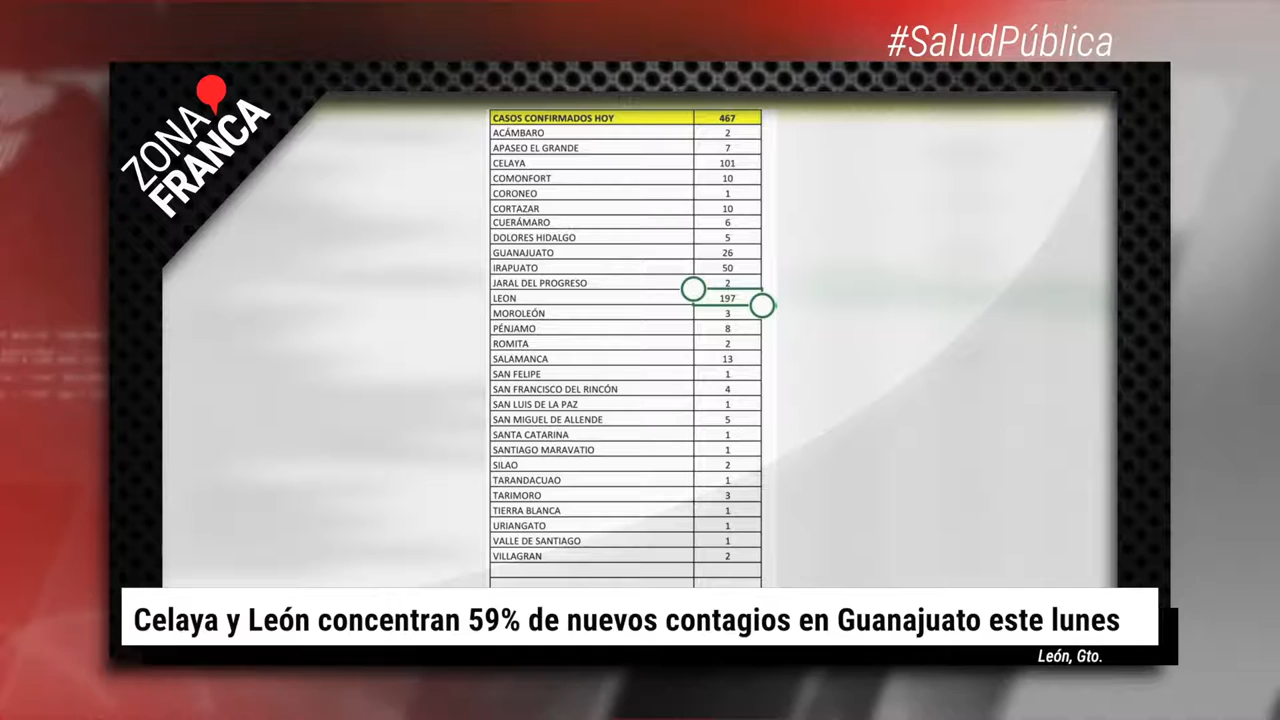 #SaludPública
ZONA
FRANCA
CASOS CONFIRMADOS HOY 467
ACÁMBARO 2
APASEO EL GRANDE 7
CELAYA 101
COMONFORT 10
CORONEO 1
CORTAZAR 10
CUERÁMARO 6
DOLORES HIDALGO 5
GUANAJUATO 26
IRAPUATO 50
JARAL DEL PROGRESO 2
LEON 197
MOROLEÓN 3
PÉNJAMO 8
ROMITA 2
SALAMANCA 13
SAN FELIPE 1
SAN FRANCISCO DEL RINCÓN 4
SAN LUIS DE LA PAZ 1
SAN MIGUEL DE ALLENDE 5
SANTA CATARINA 1
SANTIAGO MARAVATIO 1
SILAO 2
TARANDACUAO 1
TARIMORO 3
TIERRA BLANCA 1
URIANGATO 1
VALLE DE SANTIAGO 1
VILLAGRAN 2
Celaya y León concentran 59% de nuevos contagios en Guanajuato este lunes
León, Gto.